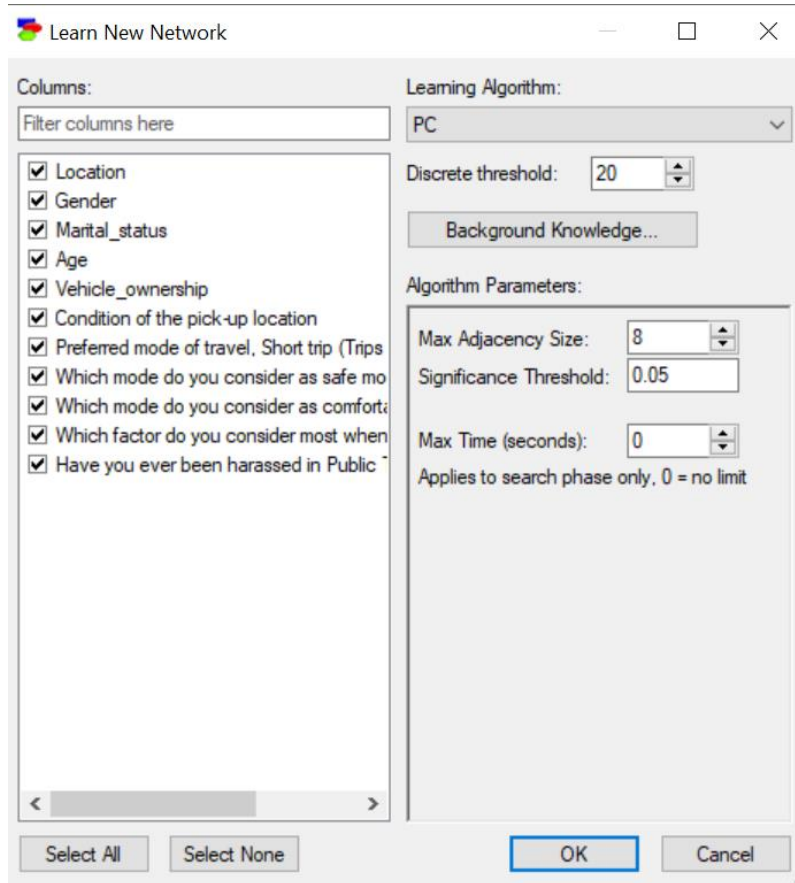 Learn New Network
Columns:
Filter columns here
Location
Gender
Marital_status
Age
Vehicle_ownership
Condition of the pick-up location
Preferred mode of travel, Short trip (Trips
Which mode do you consider as safe mo
Which mode do you consider as comforta
Which factor do you consider most when
Have you ever been harassed in Public T
Select All
Select None
Learning Algorithm:
PC
Discrete threshold: 20
Background Knowledge...
Algorithm Parameters:
Max Adjacency Size: 8
Significance Threshold: 0.05
Max Time (seconds): 0
Applies to search phase only, 0 = no limit
OK
Cancel